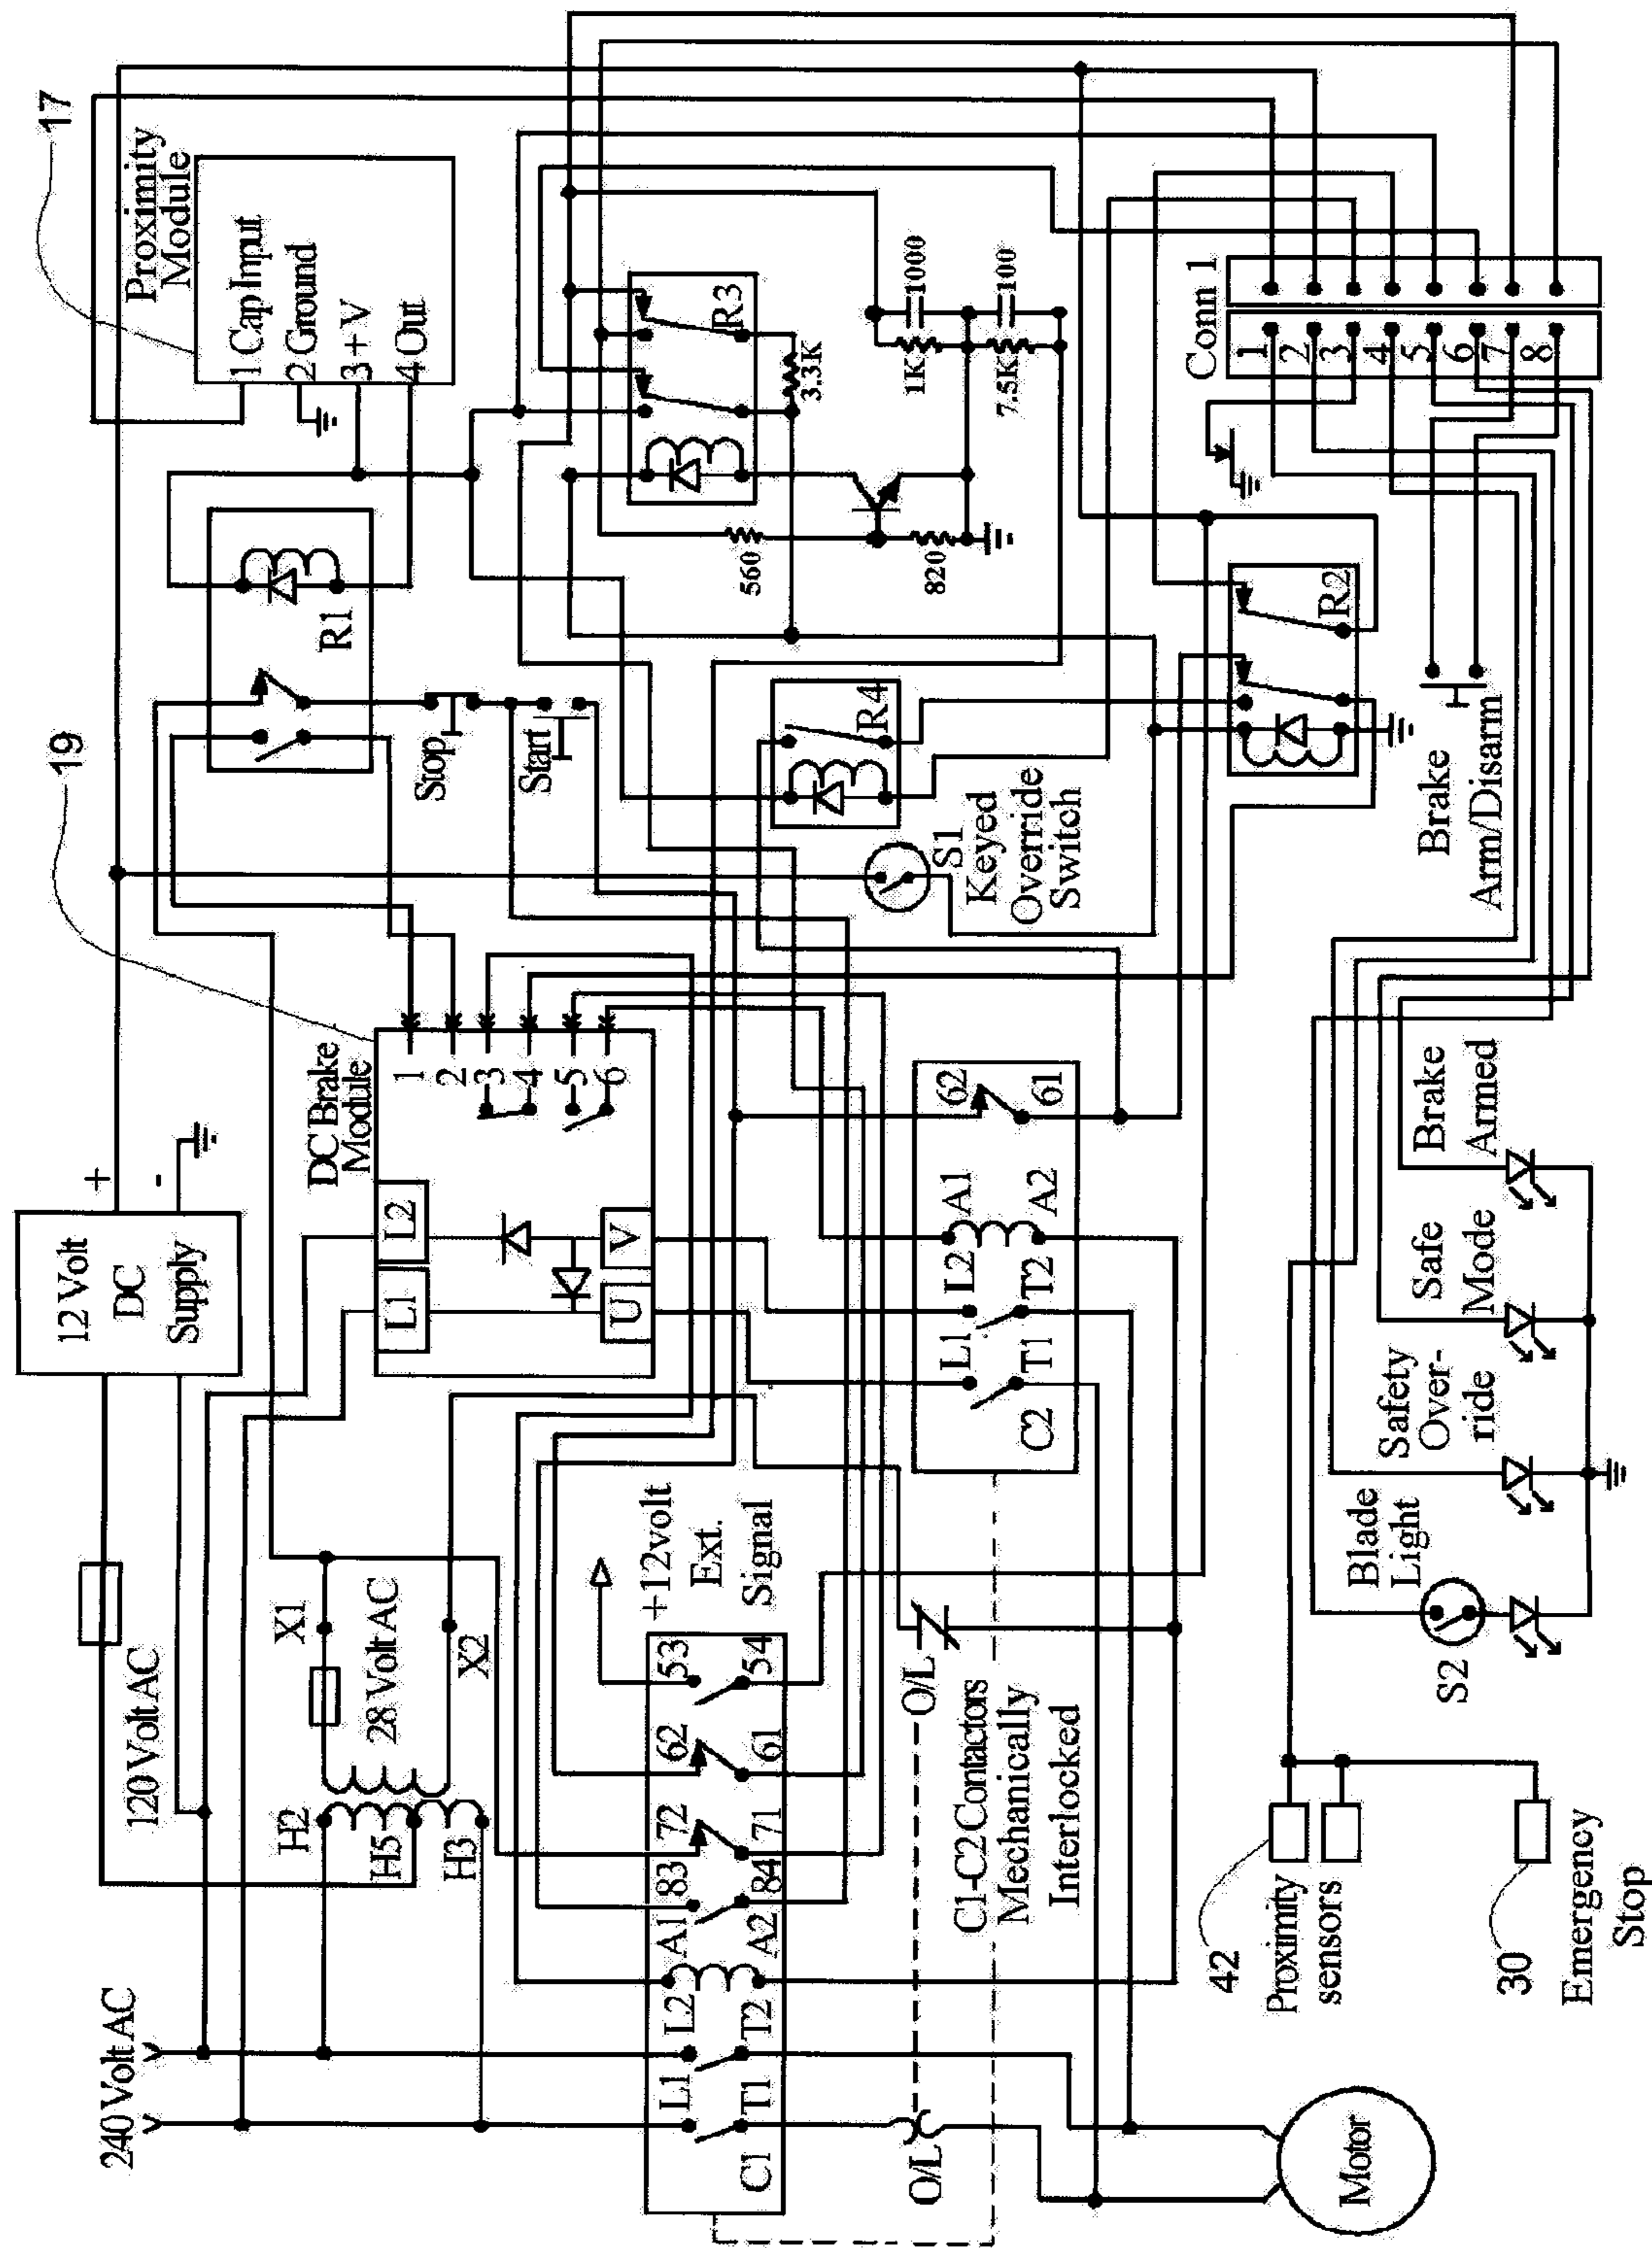 17
Proximity
Module
1 Cap Input
2 Ground
3 + V
4 Out
19
R1
Stop
Start
R3
3.3K
1K
1000
7.5K
100
560
820
R4
S1
Keyed
Override
Switch
R2
Conn 1
1
2
3
4
5
6
7
8
Brake
Arm/Disarm
12 Volt
DC
Supply
+
-
DC Brake
Module
L1
L2
U
V
1
2
3
4
5
6
62
61
A1
A2
L2
T2
L1
T1
C2
120 Volt AC
X1
28 Volt AC
X2
H2
H5
H3
+12volt
Ext.
Signal
240 Volt AC
53
54
62
61
72
71
83
84
A1
A2
L2
T2
L1
T1
C1
O/L
O/L
C1-C2 Contactors
Mechanically
Interlocked
Motor
Brake
Armed
Safe
Mode
Safety
Over-
ride
Blade
Light
S2
42
Proximity
sensors
30
Emergency
Stop